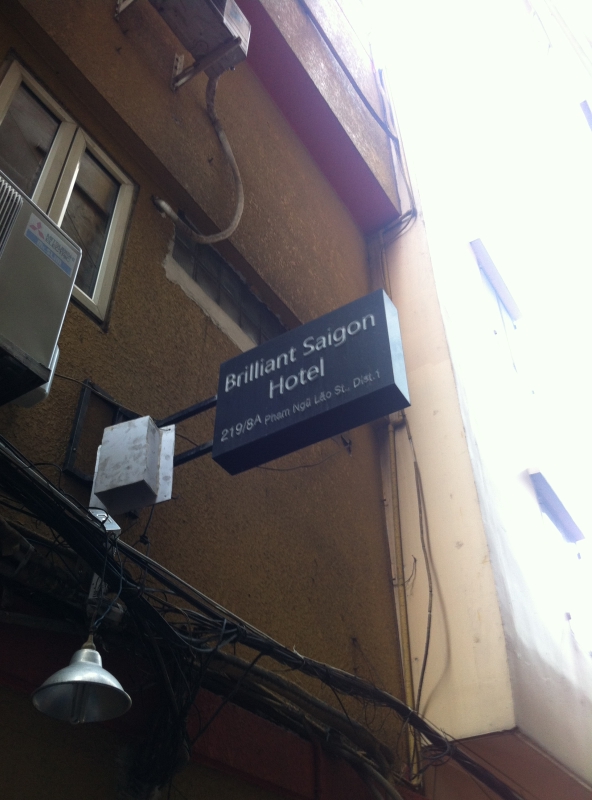 Brilliant Saigon
Hotel
219/8A Phạm Ngũ Lão St., Dist.1